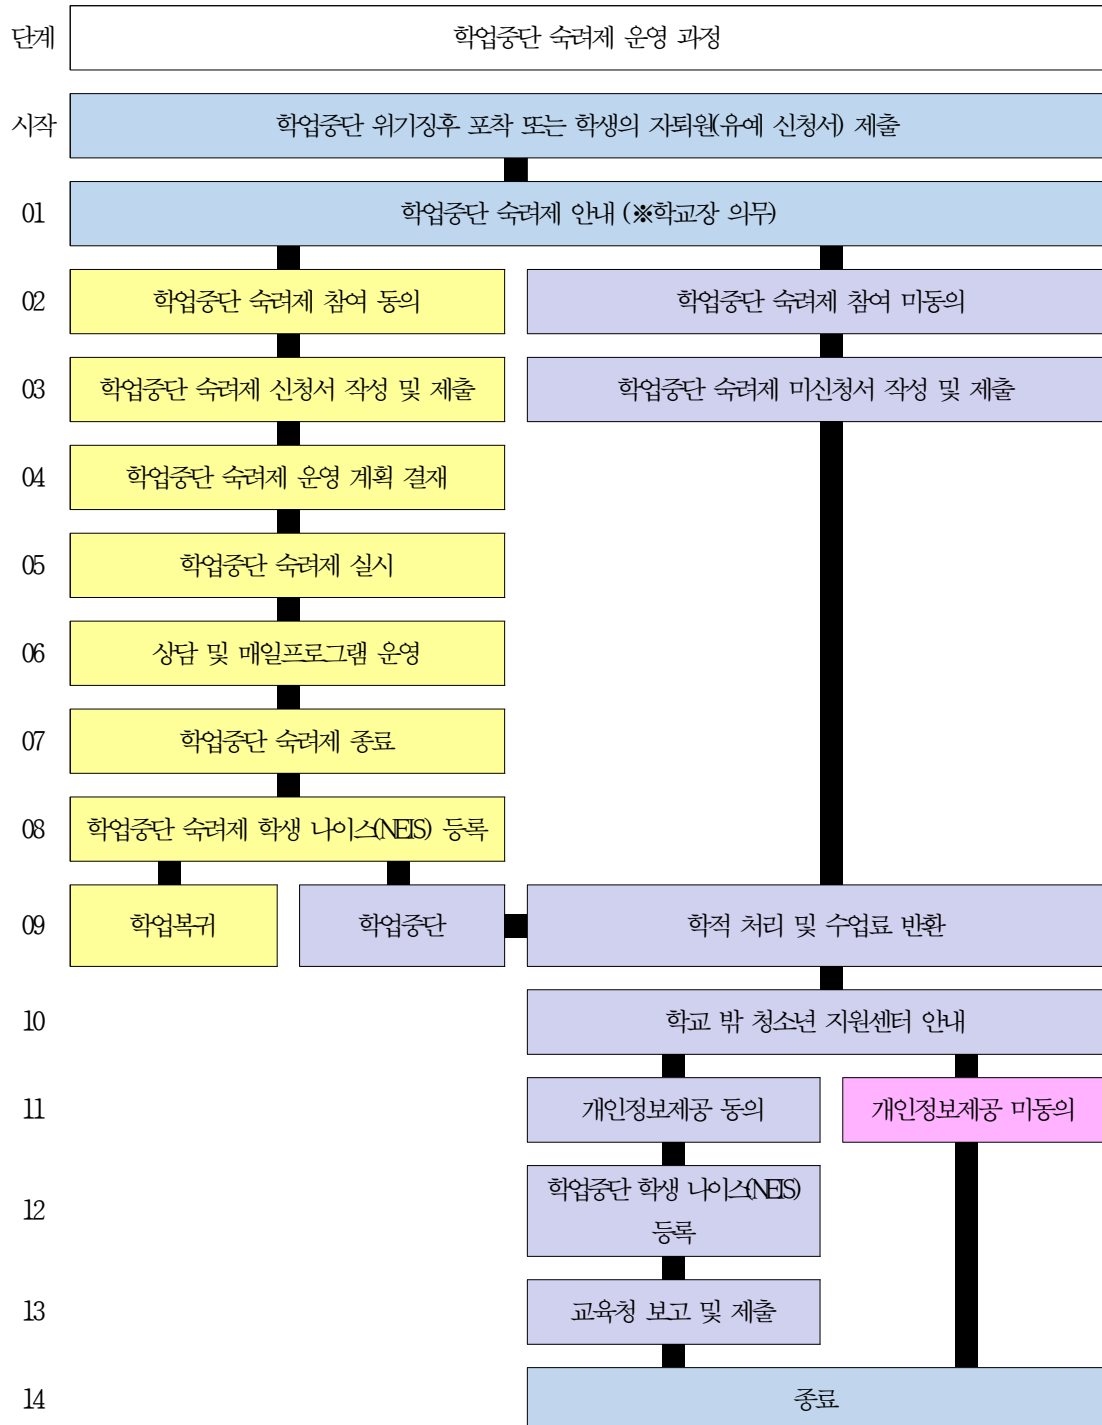 단계
학업중단 숙려제 운영 과정
시작
학업중단 위기징후 포착 또는 학생의 자퇴원(유예 신청서) 제출
01
학업중단 숙려제 안내 (※학교장 의무)
02
학업중단 숙려제 참여 동의
학업중단 숙려제 참여 미동의
03
학업중단 숙려제 신청서 작성 및 제출
학업중단 숙려제 미신청서 작성 및 제출
04
학업중단 숙려제 운영 계획 결재
05
학업중단 숙려제 실시
06
상담 및 매일프로그램 운영
07
학업중단 숙려제 종료
08
학업중단 숙려제 학생 나이스(NEIS) 등록
09
학업복귀
학업중단
학적 처리 및 수업료 반환
10
학교 밖 청소년 지원센터 안내
11
개인정보제공 동의
개인정보제공 미동의
12
학업중단 학생 나이스(NEIS)
등록
13
교육청 보고 및 제출
14
종료